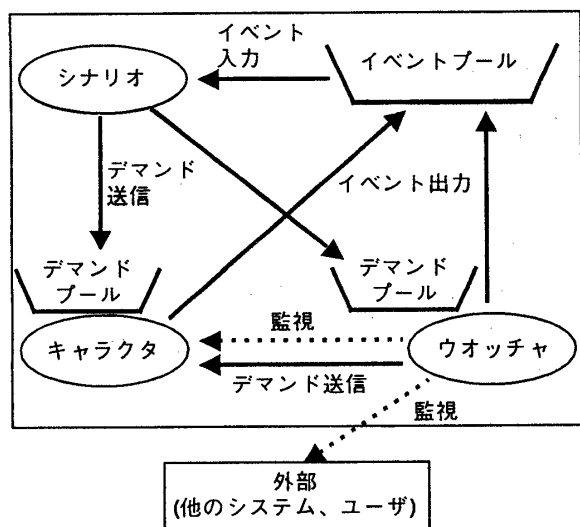 イベント
入力
シナリオ
イベントプール
デマンド
送信
イベント出力
デマンド
プール
デマンド
プール
監視
キャラクタ
ウオッチャ
デマンド送信
監視
外部
(他のシステム、ユーザ)